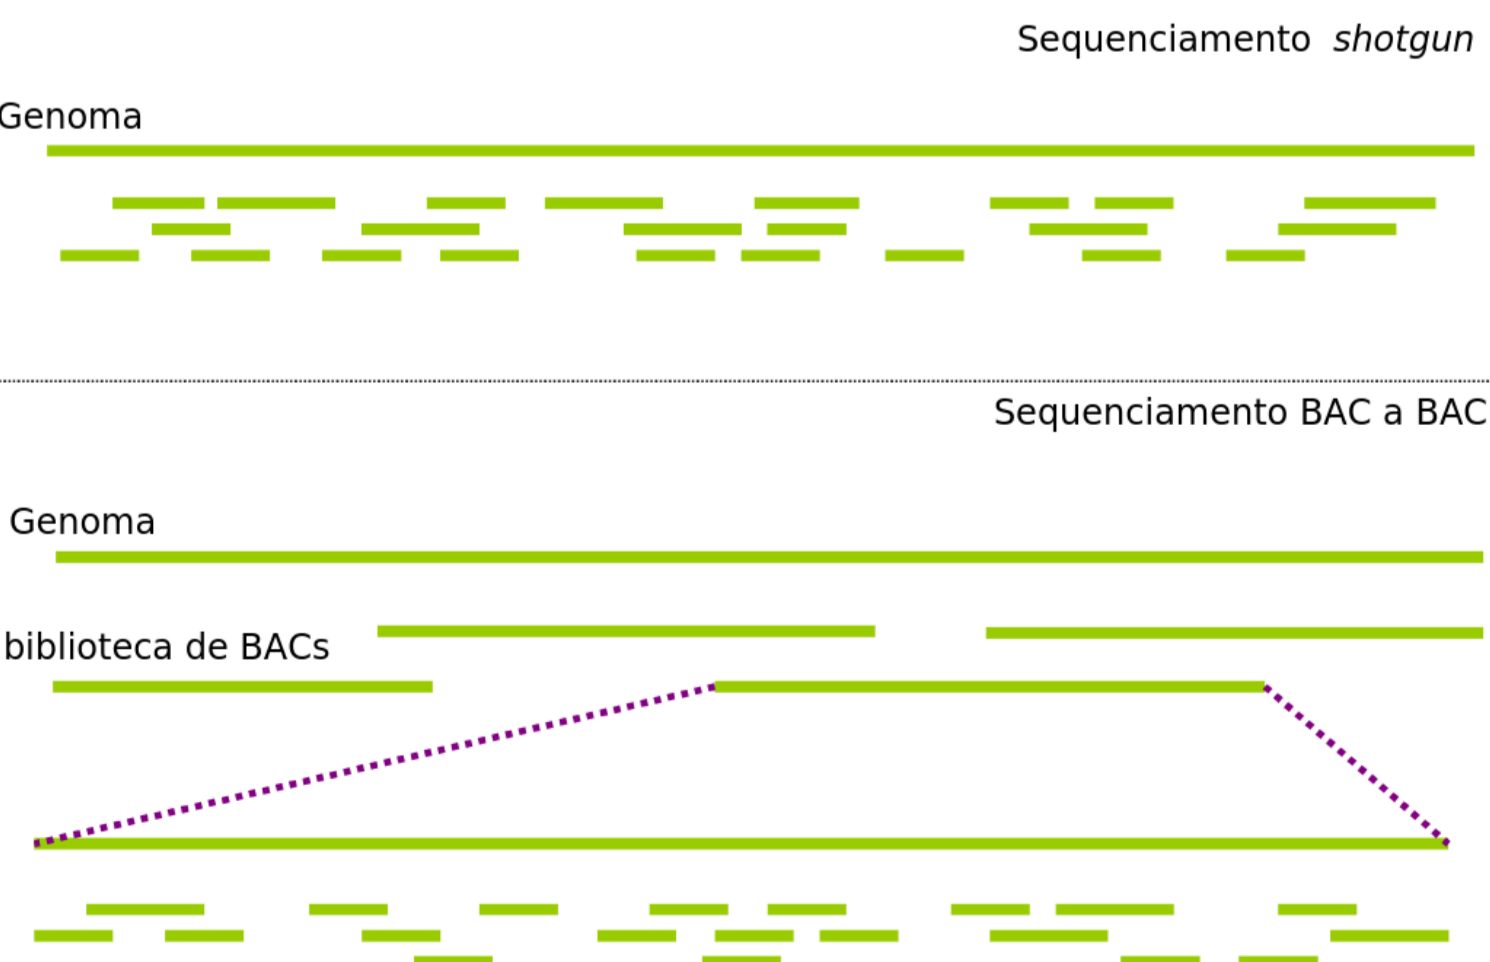 Sequenciamento shotgun
Genoma
Sequenciamento BAC a BAC
Genoma
biblioteca de BACs